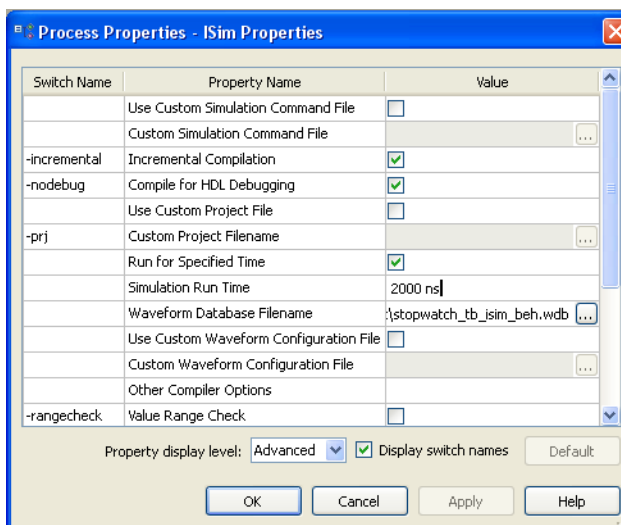 Process Properties - ISim Properties
Switch Name Property Name Value
Use Custom Simulation Command File
Custom Simulation Command File ...
-incremental Incremental Compilation
-nodebug Compile for HDL Debugging
Use Custom Project File
-prj Custom Project Filename ...
Run for Specified Time
Simulation Run Time 2000 ns
Waveform Database Filename :\stopwatch_tb_isim_beh.wdb ...
Use Custom Waveform Configuration File
Custom Waveform Configuration File ...
Other Compiler Options
-rangecheck Value Range Check
Property display level: Advanced Display switch names Default
OK Cancel Apply Help